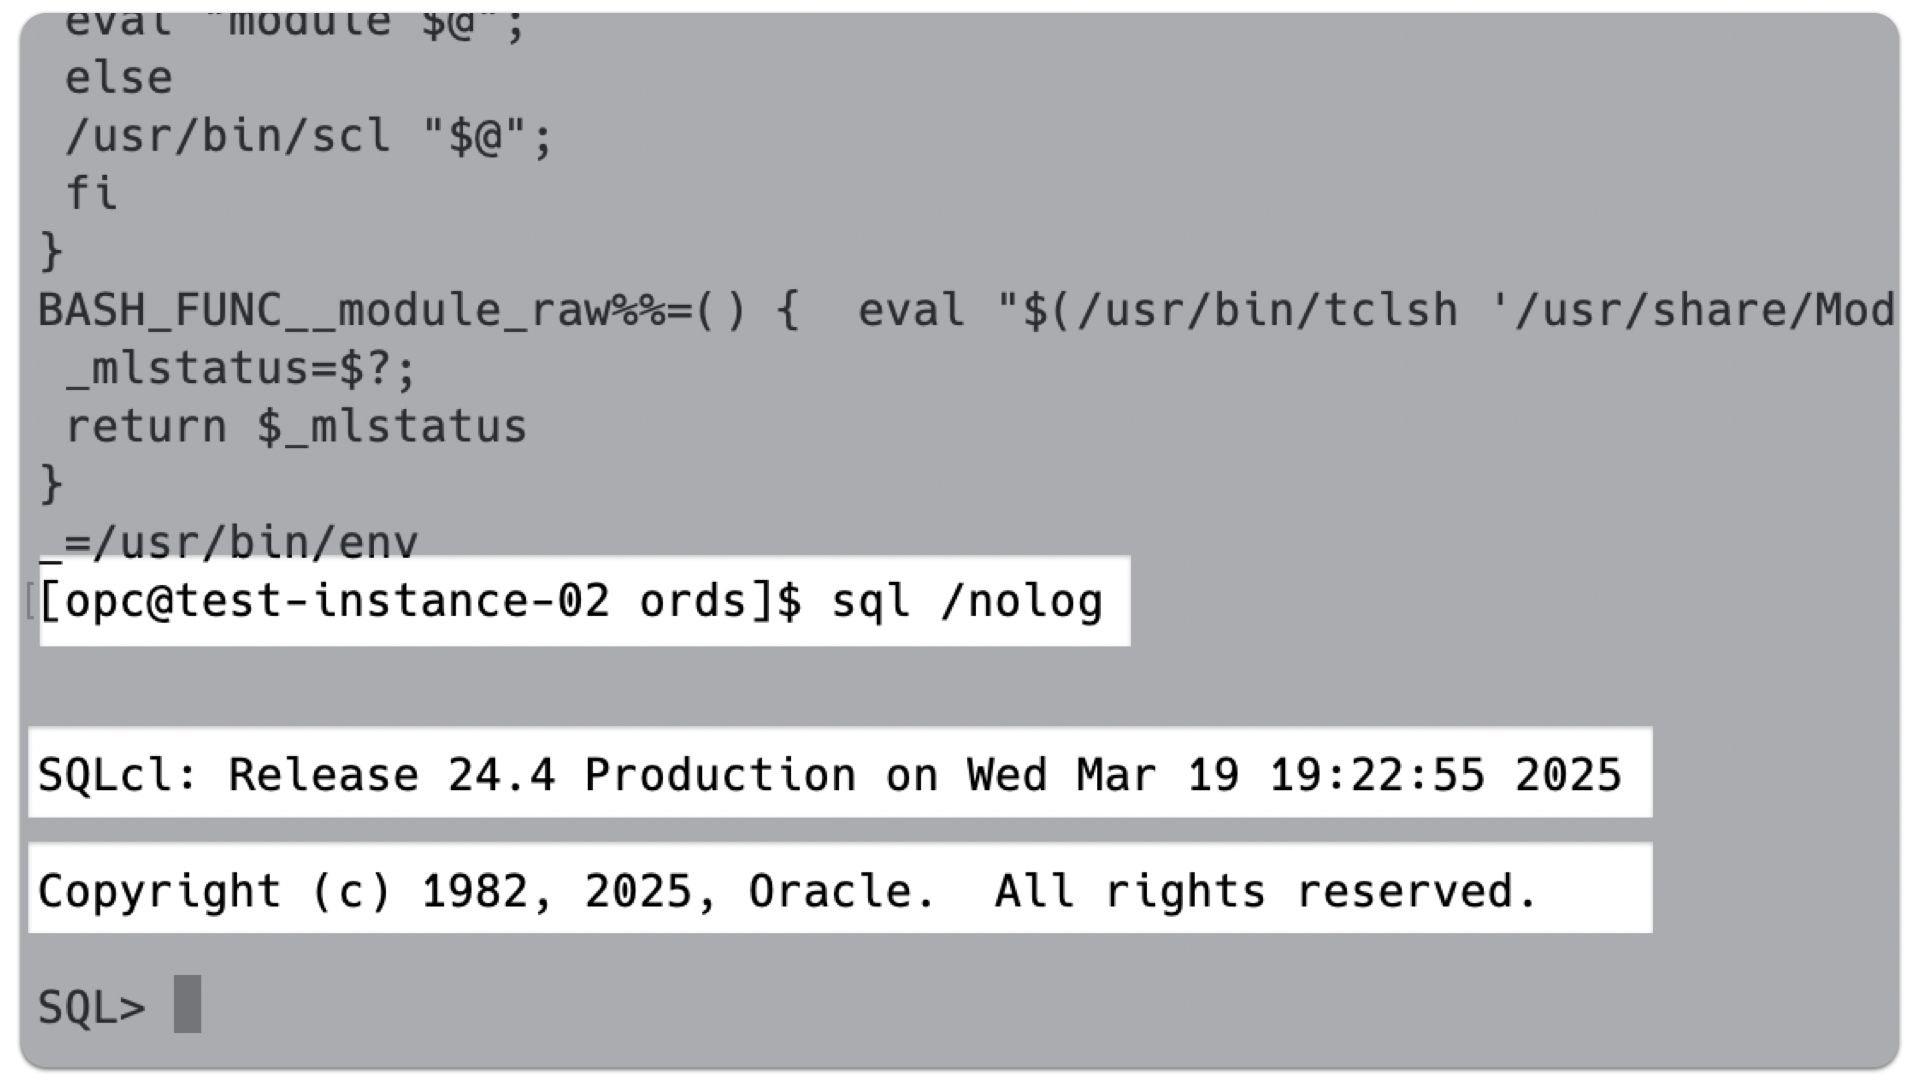 eval "module $@";
else
/usr/bin/scl "$@";
fi
}
BASH_FUNC__module_raw%%=() {  eval "$(/usr/bin/tclsh '/usr/share/Mod
_mlstatus=$?;
return $_mlstatus
}
_=/usr/bin/env
[[opc@test-instance-02 ords]$ sql /nolog
SQLcl: Release 24.4 Production on Wed Mar 19 19:22:55 2025
Copyright (c) 1982, 2025, Oracle.  All rights reserved.
SQL>